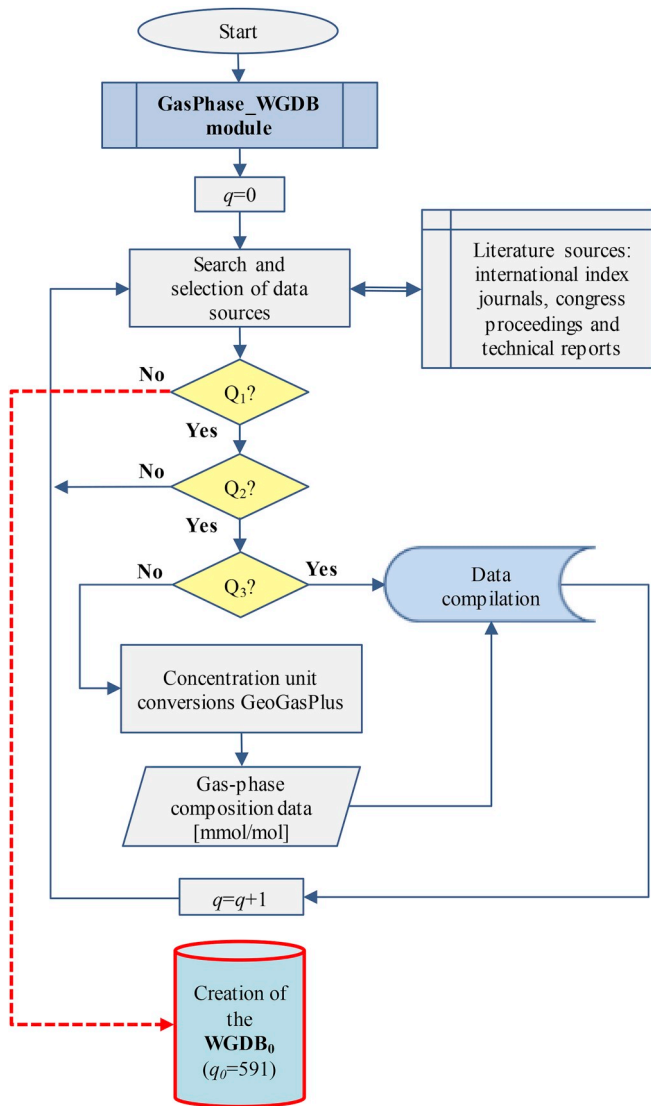 Start
GasPhase_WGDB
module
q=0
Search and
selection of data
sources
Literature sources:
international index
journals, congress
proceedings and
technical reports
No
Q₁?
Yes
No
Q₂?
Yes
No
Q₃?
Yes
Data
compilation
Concentration unit
conversions GeoGasPlus
Gas-phase
composition data
[mmol/mol]
q=q+1
Creation of
the
WGDB₀
(q₀=591)